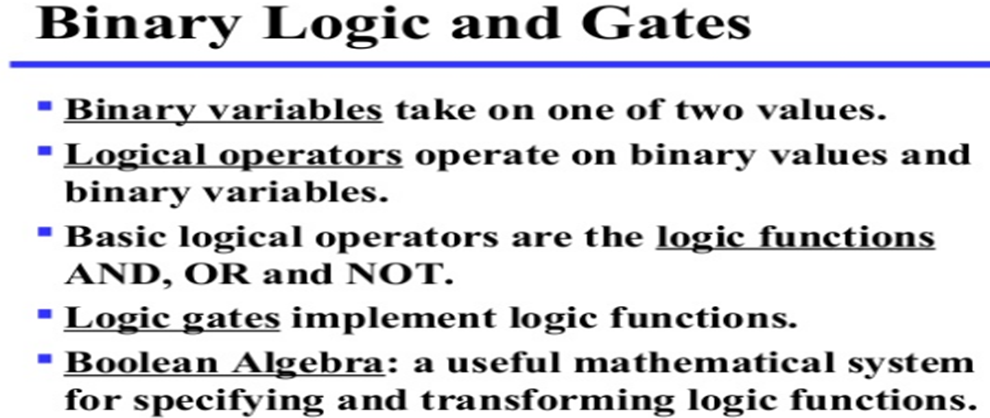 Binary Logic and Gates
Binary variables take on one of two values.
Logical operators operate on binary values and
binary variables.
Basic logical operators are the logic functions
AND, OR and NOT.
Logic gates implement logic functions.
Boolean Algebra: a useful mathematical system
for specifying and transforming logic functions.